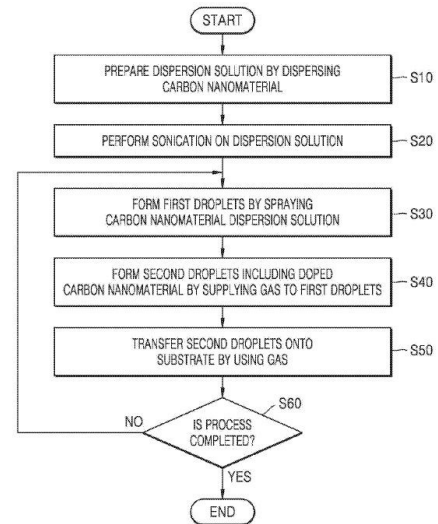 START
PREPARE DISPERSION SOLUTION BY DISPERSING
CARBON NANOMATERIAL
S10
PERFORM SONICATION ON DISPERSION SOLUTION
S20
FORM FIRST DROPLETS BY SPRAYING
CARBON NANOMATERIAL DISPERSION SOLUTION
S30
FORM SECOND DROPLETS INCLUDING DOPED
CARBON NANOMATERIAL BY SUPPLYING GAS TO FIRST DROPLETS
S40
TRANSFER SECOND DROPLETS ONTO
SUBSTRATE BY USING GAS
S50
S60
NO
IS PROCESS
COMPLETED?
YES
END